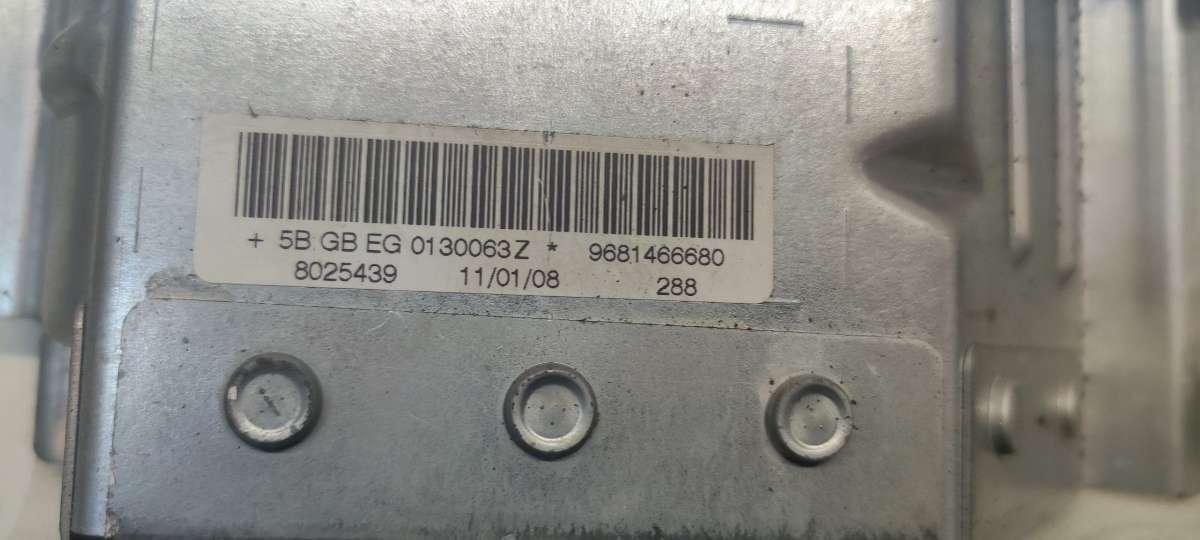 + 5B GB EG 0130063Z * 9681466680
8025439 11/01/08 288